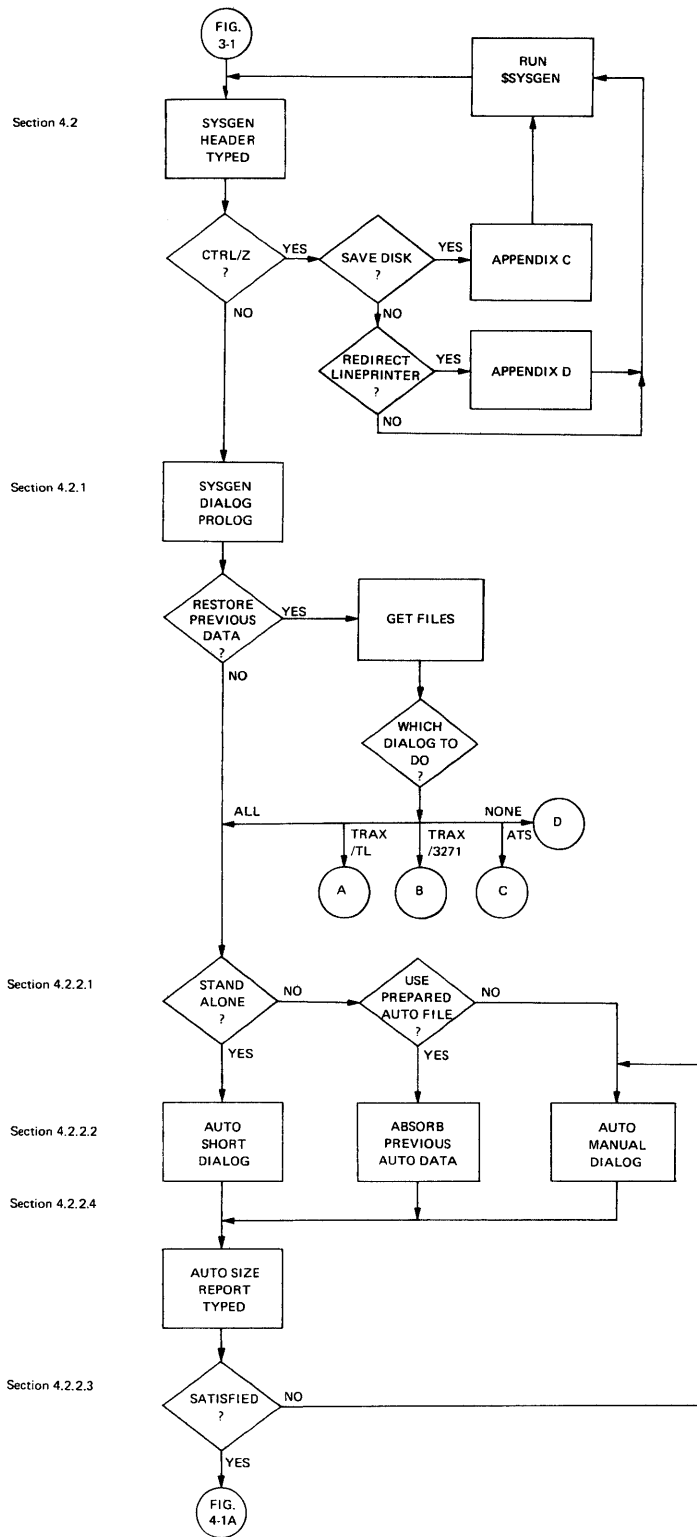 FIG.
3-1
RUN
$SYSGEN
Section 4.2
SYSGEN
HEADER
TYPED
CTRL/Z
?
YES
NO
SAVE DISK
?
YES
NO
APPENDIX C
REDIRECT
LINEPRINTER
?
YES
NO
APPENDIX D
Section 4.2.1
SYSGEN
DIALOG
PROLOG
RESTORE
PREVIOUS
DATA
?
YES
NO
GET FILES
WHICH
DIALOG TO
DO
?
ALL
TRAX
/TL
TRAX
/3271
NONE
ATS
D
A
B
C
Section 4.2.2.1
STAND
ALONE
?
NO
YES
USE
PREPARED
AUTO FILE
?
NO
YES
Section 4.2.2.2
AUTO
SHORT
DIALOG
ABSORB
PREVIOUS
AUTO DATA
AUTO
MANUAL
DIALOG
Section 4.2.2.4
AUTO SIZE
REPORT
TYPED
Section 4.2.2.3
SATISFIED
?
NO
YES
FIG.
4-1A